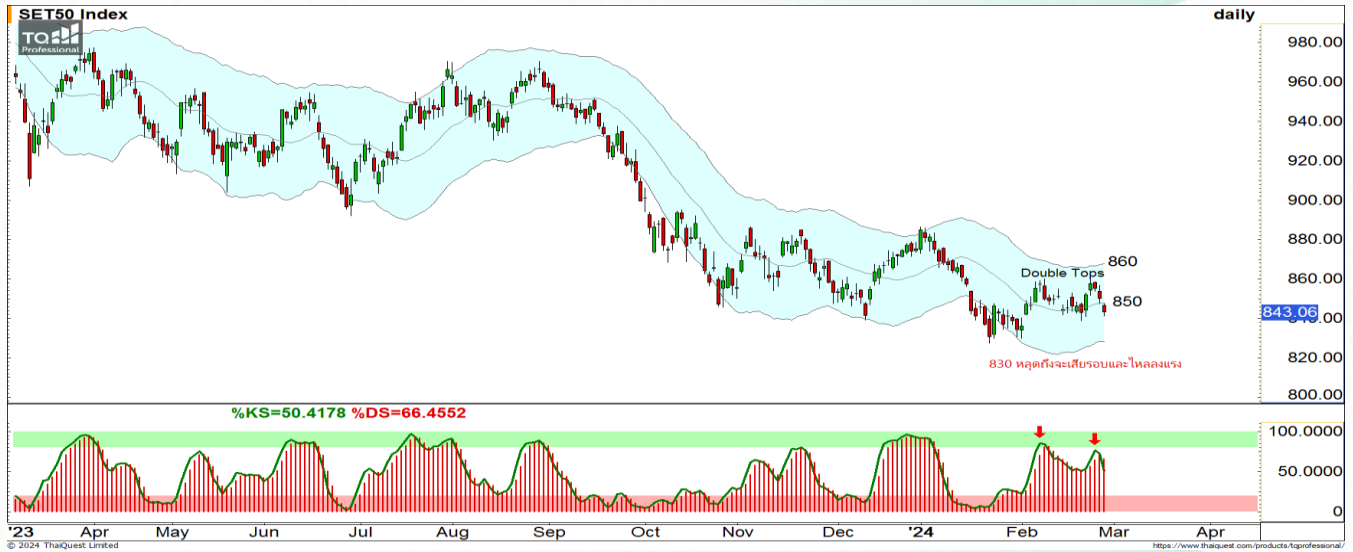 SET50 Index
daily
TQ
Professional
980.00
960.00
940.00
920.00
900.00
880.00
860
Double Tops
860.00
850
843.06
840.00
820.00
830 หลุดถึงจะเสียรอบและไหลลงแรง
800.00
%KS=50.4178 %DS=66.4552
100.0000
50.0000
0
'23 Apr May Jun Jul Aug Sep Oct Nov Dec '24 Feb Mar Apr
© 2024 ThaiQuest Limited
https://www.thaiquest.com/products/tqprofessional/